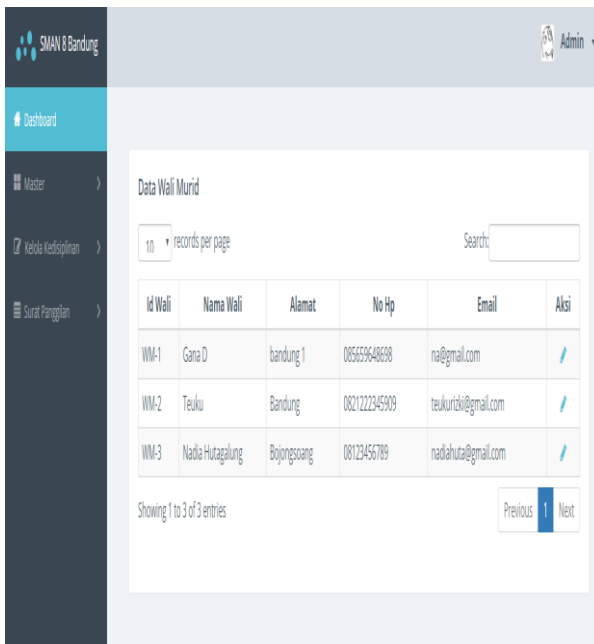 SMAN 8 Bandung
Admin
Dashboard
Master
Kelola Kedisiplinan
Surat Panggilan
Data Wali Murid
10 records per page
Search:
Id Wali Nama Wali Alamat No Hp Email Aksi
WM-1 Gana D bandung 1 085659648698 na@gmail.com
WM-2 Teuku Bandung 0821222345909 teukurizki@gmail.com
WM-3 Nadia Hutagalung Bojongsoang 08123456789 nadiahuta@gmail.com
Showing 1 to 3 of 3 entries
Previous 1 Next